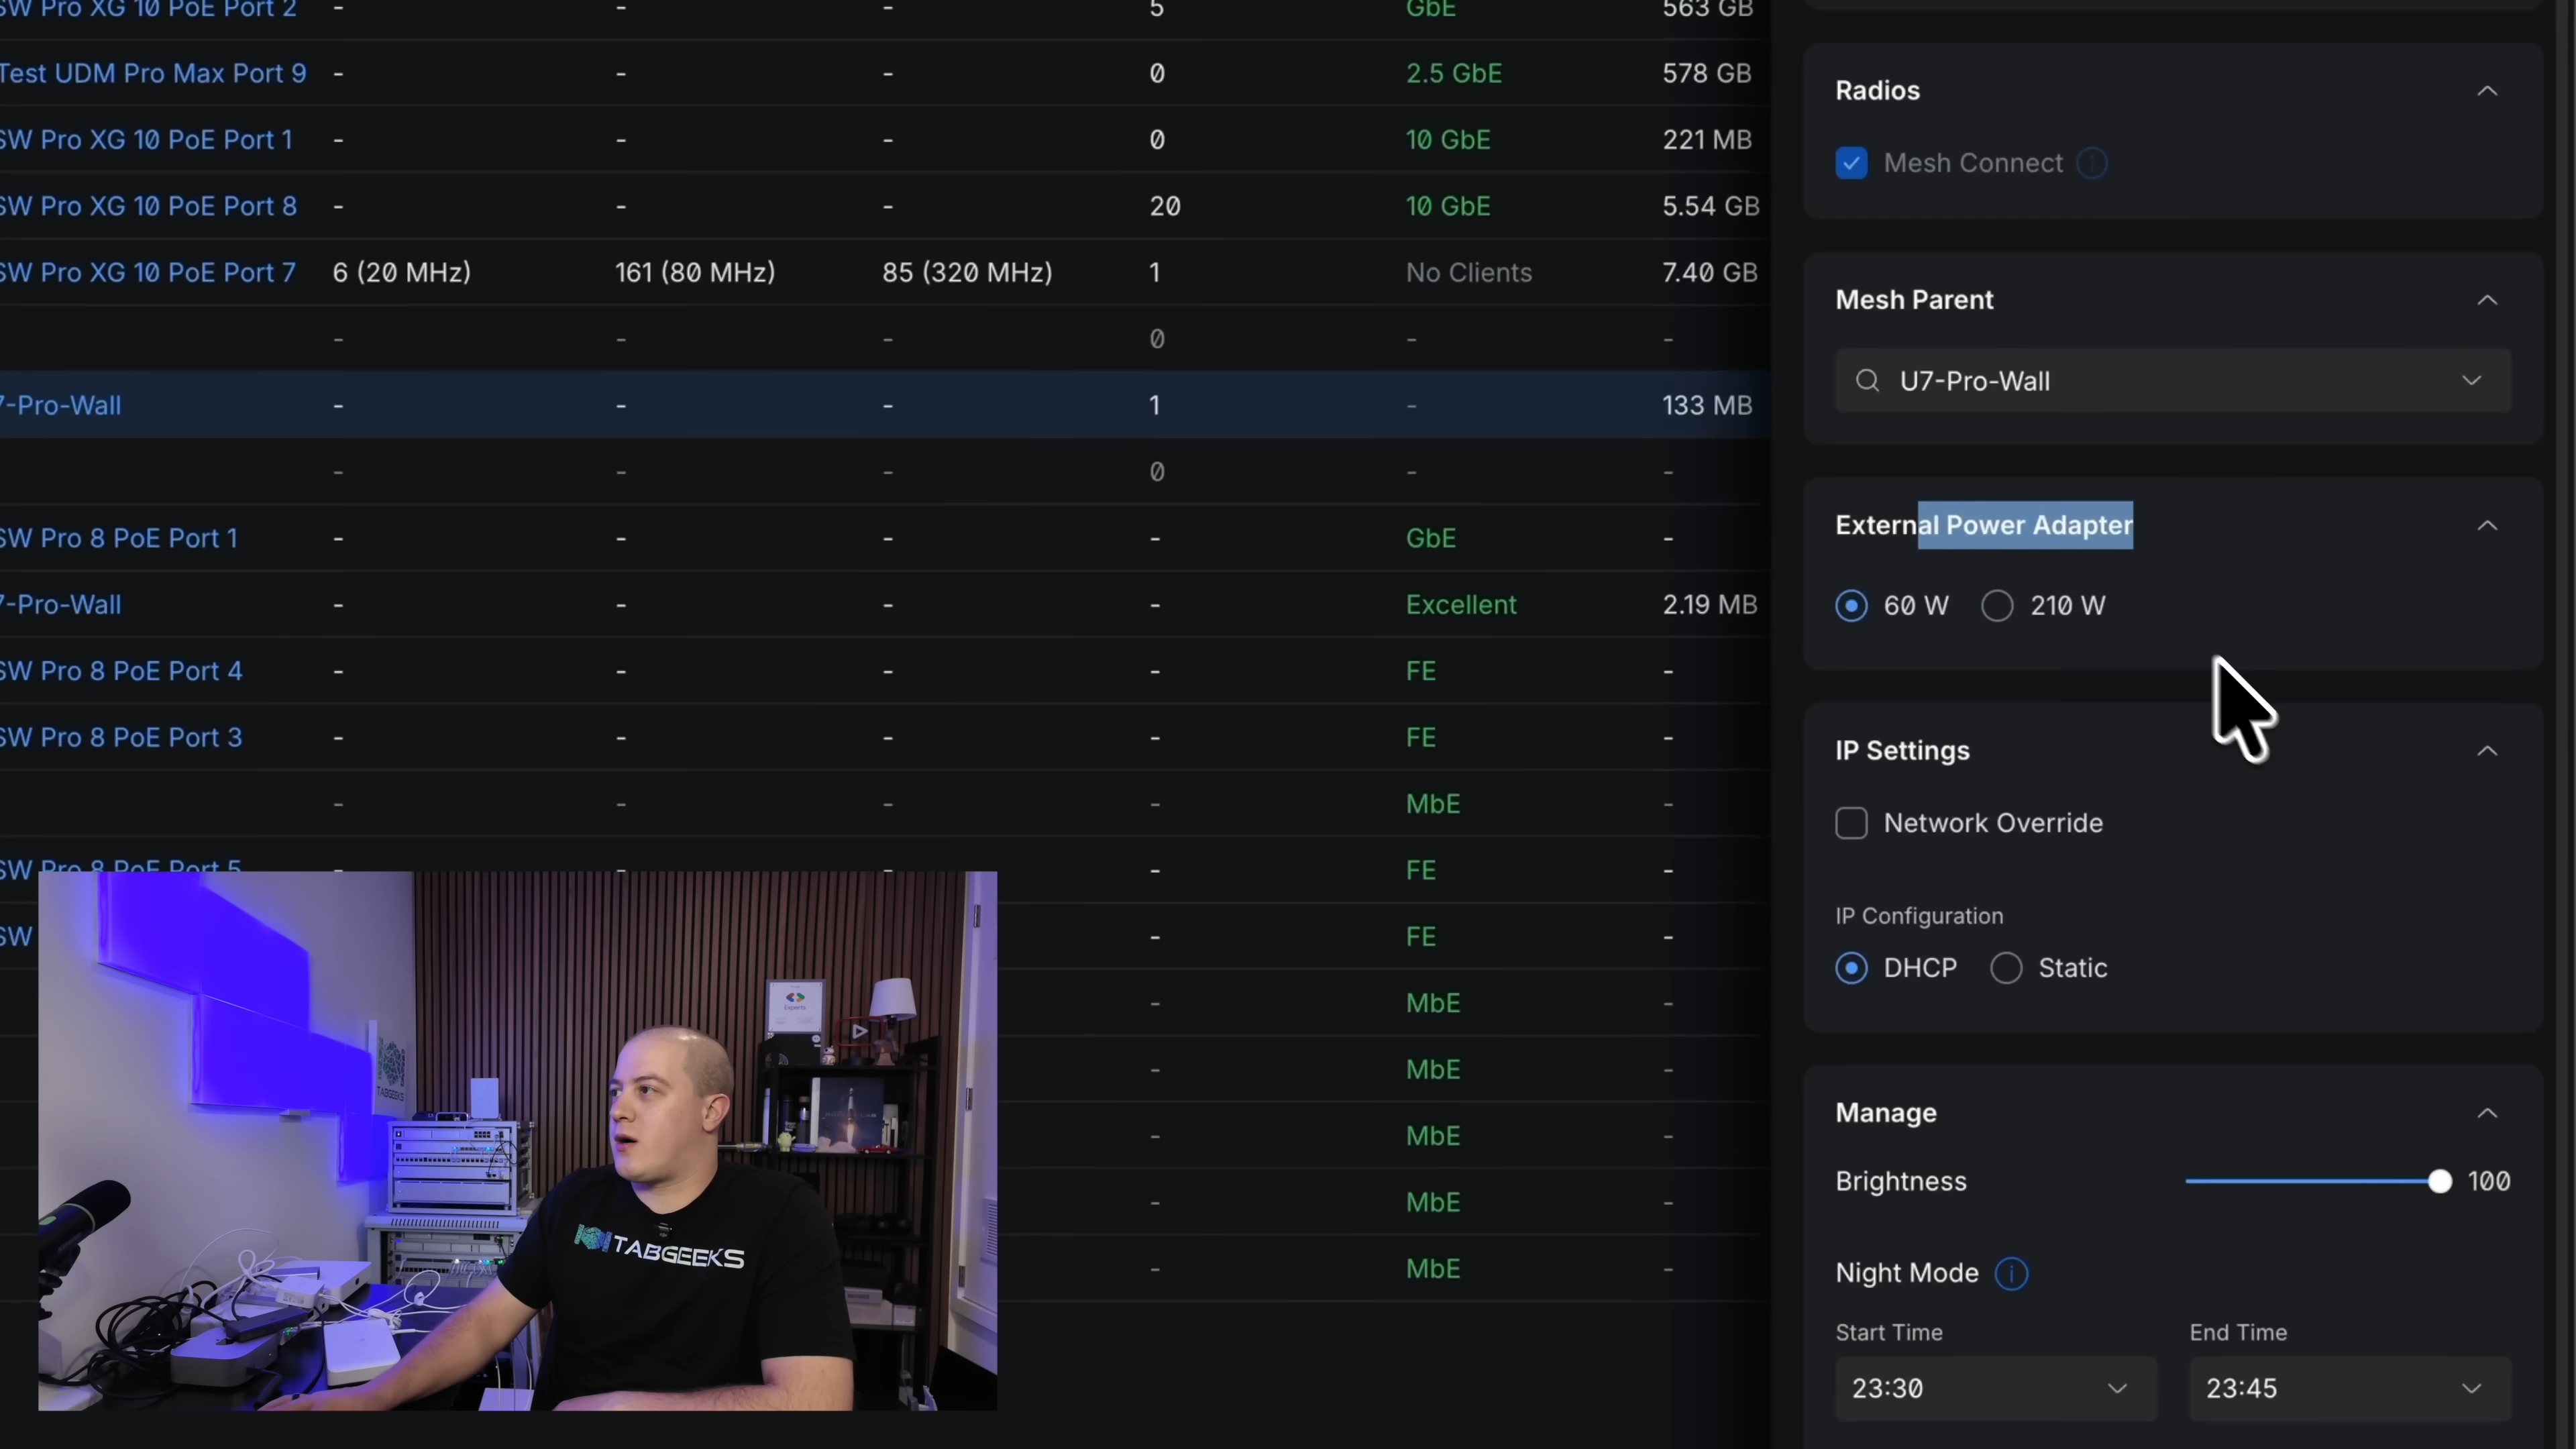 SW Pro XG 10 PoE Port 2 - - - 5 GbE 563 GB
Test UDM Pro Max Port 9 - - - 0 2.5 GbE 578 GB
SW Pro XG 10 PoE Port 1 - - - 0 10 GbE 221 MB
SW Pro XG 10 PoE Port 8 - - - 20 10 GbE 5.54 GB
SW Pro XG 10 PoE Port 7 6 (20 MHz) 161 (80 MHz) 85 (320 MHz) 1 No Clients 7.40 GB
- - - 0 - -
7-Pro-Wall - - - 1 - 133 MB
- - - 0 - -
SW Pro 8 PoE Port 1 - - - - GbE -
7-Pro-Wall - - - - Excellent 2.19 MB
SW Pro 8 PoE Port 4 - - - - FE -
SW Pro 8 PoE Port 3 - - - - FE -
- - - - MbE -
SW Pro 8 PoE Port 5 - - - - FE -
SW - FE -
- MbE -
- MbE -
- MbE -
- MbE -
- MbE -
Radios
Mesh Connect
Mesh Parent
U7-Pro-Wall
External Power Adapter
60 W 210 W
IP Settings
Network Override
IP Configuration
DHCP Static
Manage
Brightness 100
Night Mode
Start Time End Time
23:30 23:45
TABGEEKS
Experts
TABGEEKS